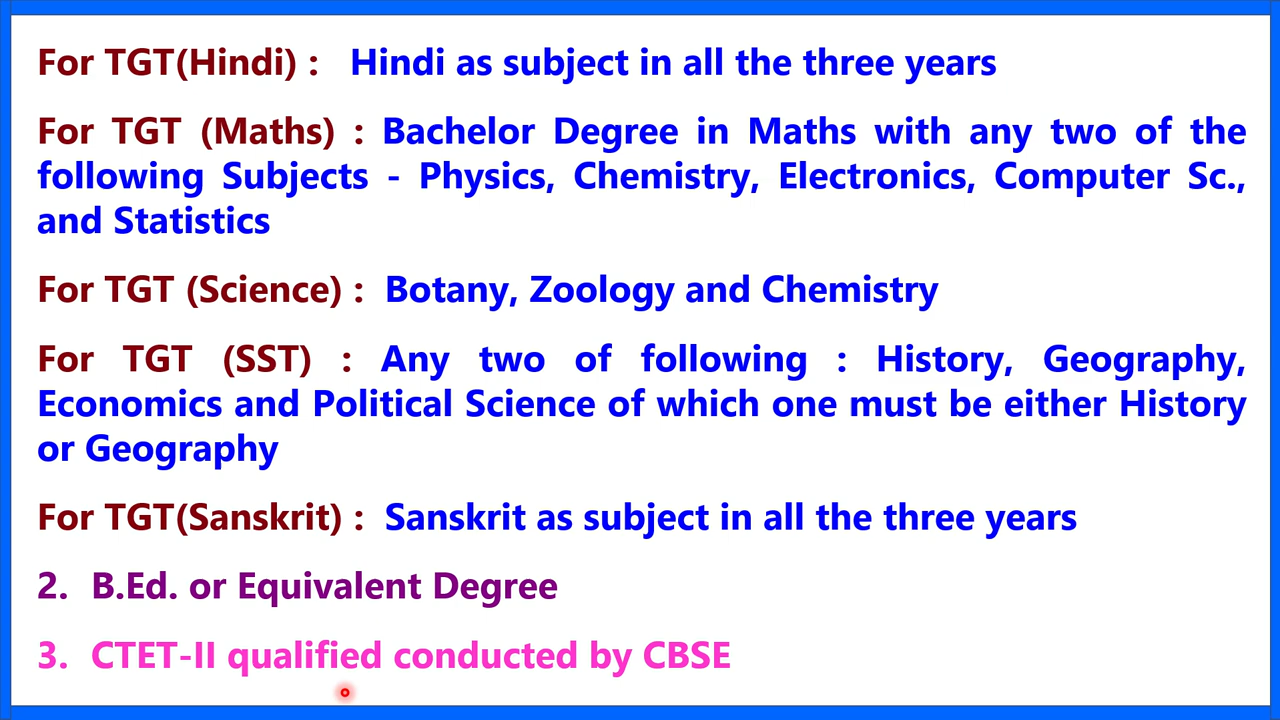 For TGT(Hindi) : Hindi as subject in all the three years
For TGT (Maths) : Bachelor Degree in Maths with any two of the
following Subjects - Physics, Chemistry, Electronics, Computer Sc.,
and Statistics
For TGT (Science) : Botany, Zoology and Chemistry
For TGT (SST) : Any two of following : History, Geography,
Economics and Political Science of which one must be either History
or Geography
For TGT(Sanskrit) : Sanskrit as subject in all the three years
2. B.Ed. or Equivalent Degree
3. CTET-II qualified conducted by CBSE